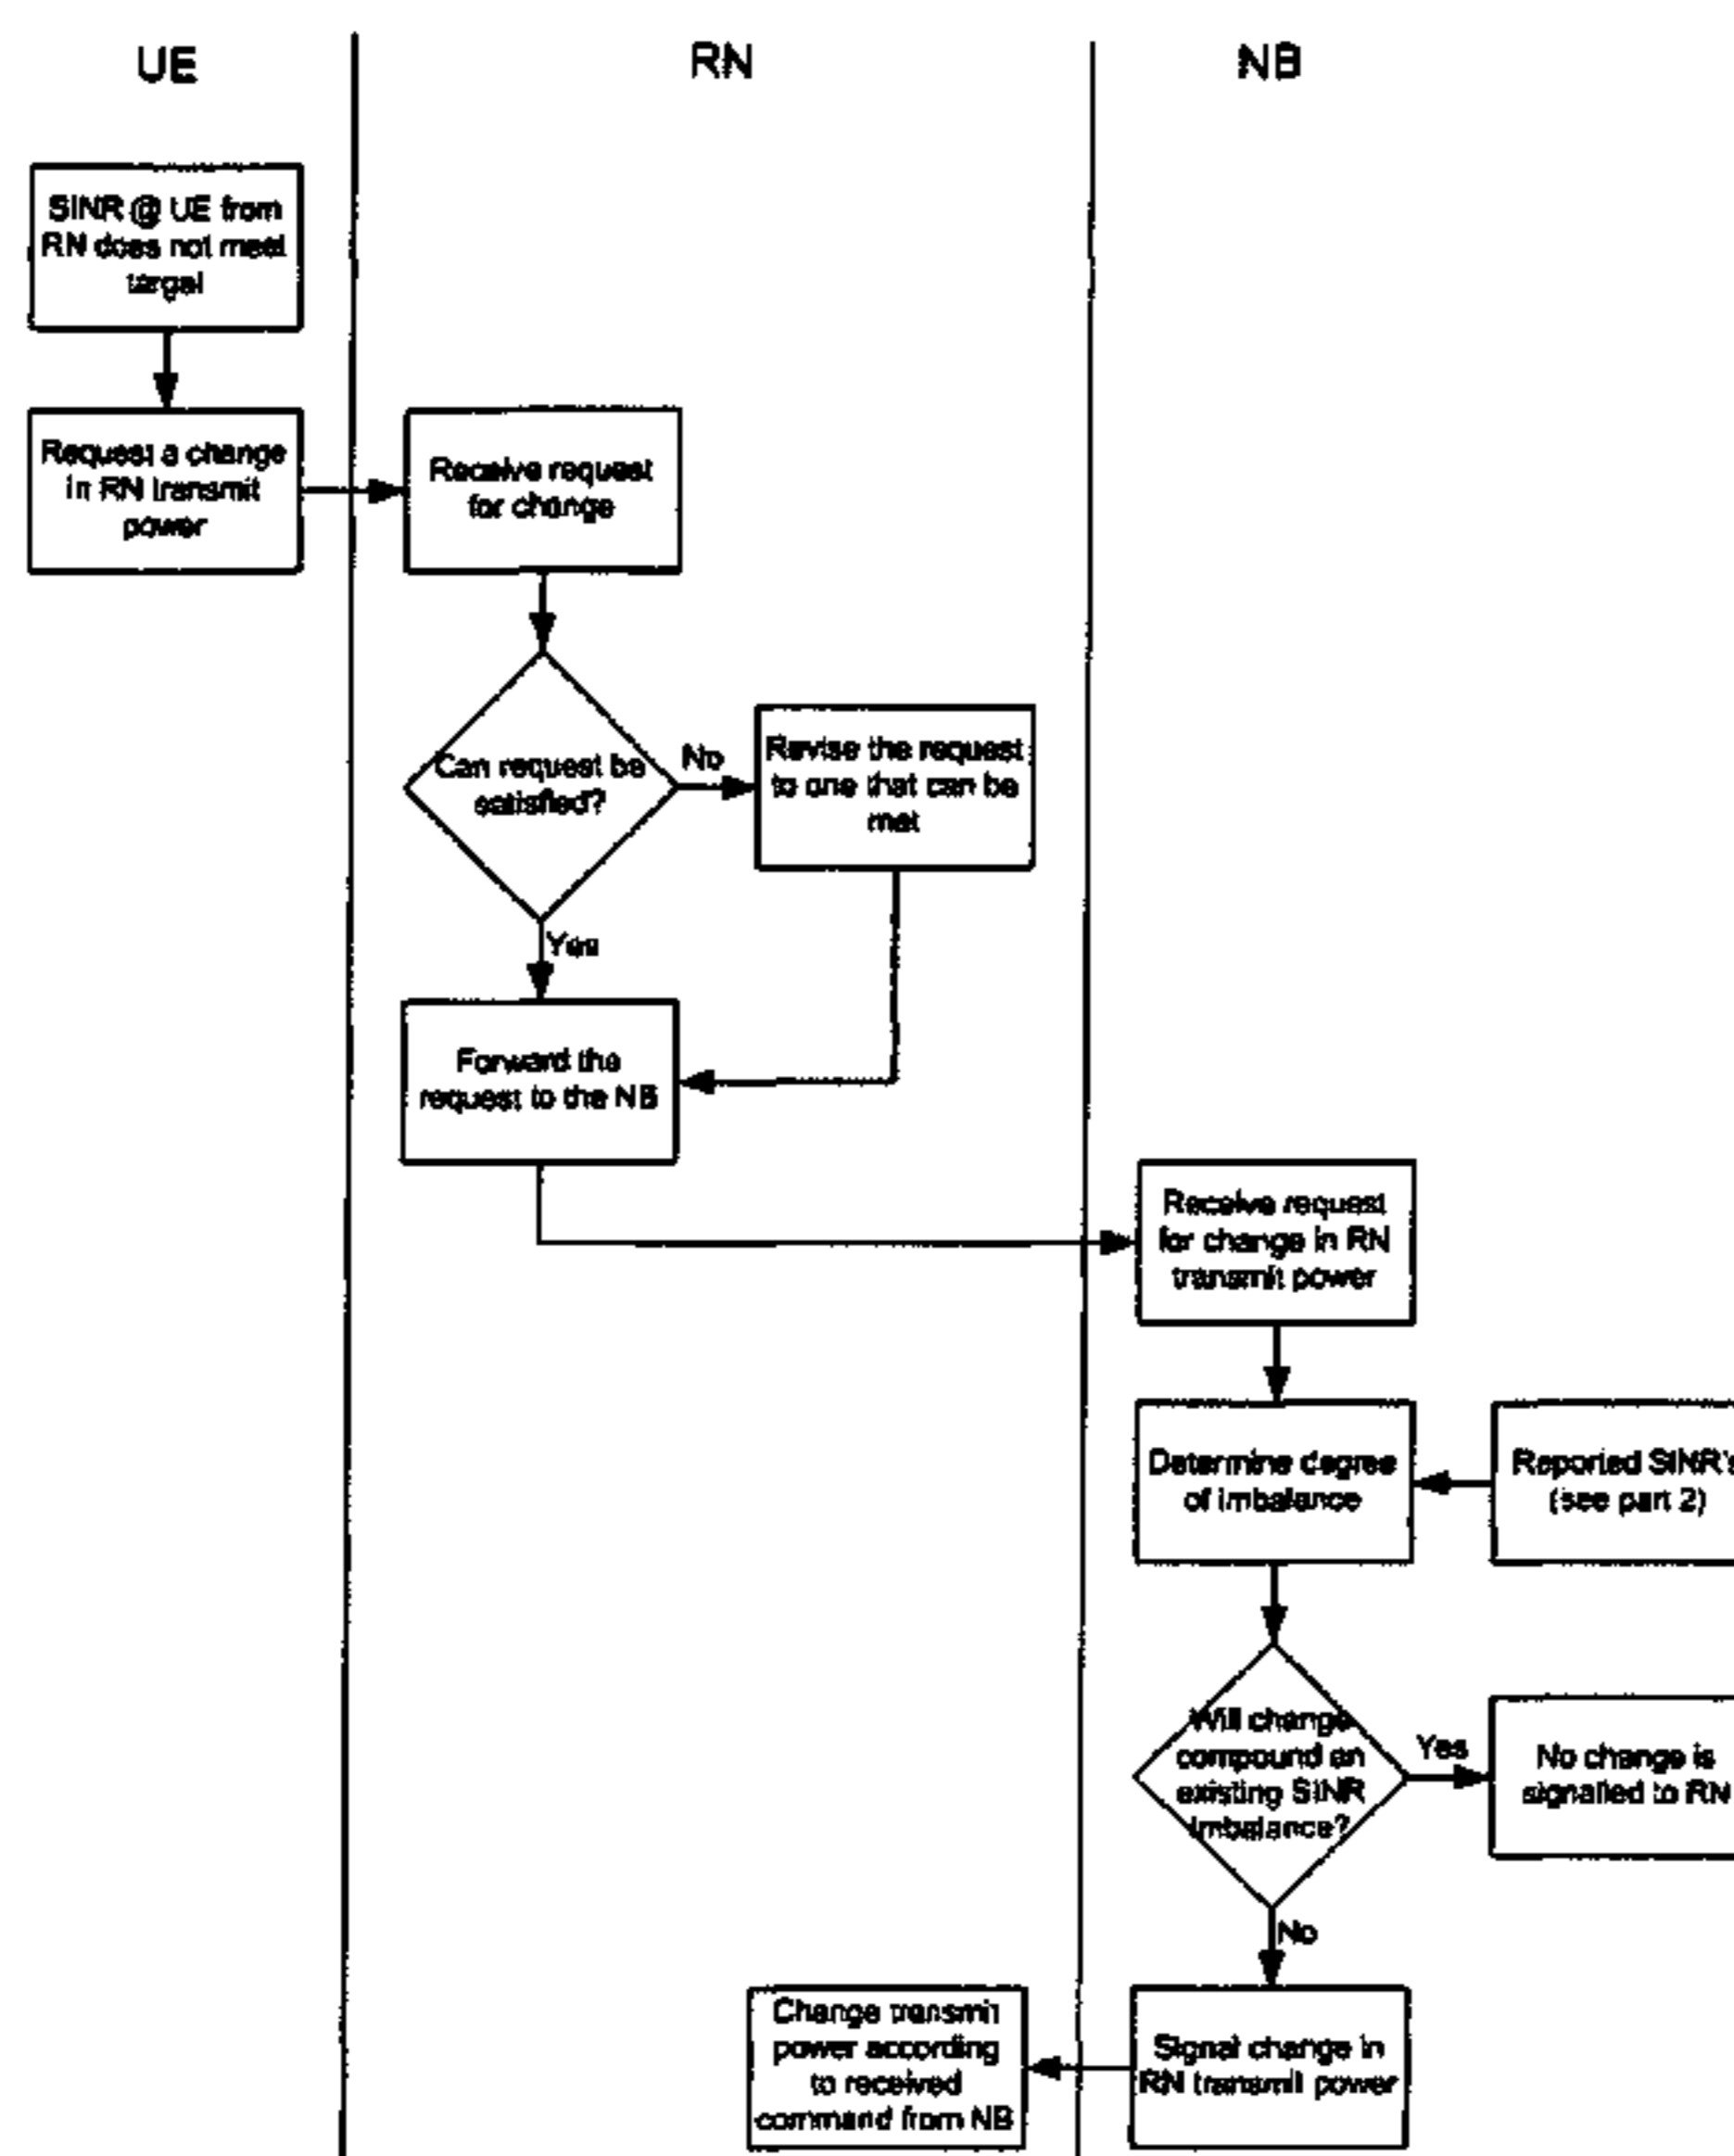 UE
RN
NB
SINR @ UE from
RN does not meet
target
Request a change
in RN transmit
power
Receive request
for change
Can request be
satisfied?
No
Revise the request
to one that can be
met
Yes
Forward the
request to the NB
Receive request
for change in RN
transmit power
Determine degree
of imbalance
Reported SINR's
(see part 2)
Will change
compound an
existing SINR
imbalance?
Yes
No change is
signalled to RN
No
Signal change in
RN transmit power
Change transmit
power according
to received
command from NB